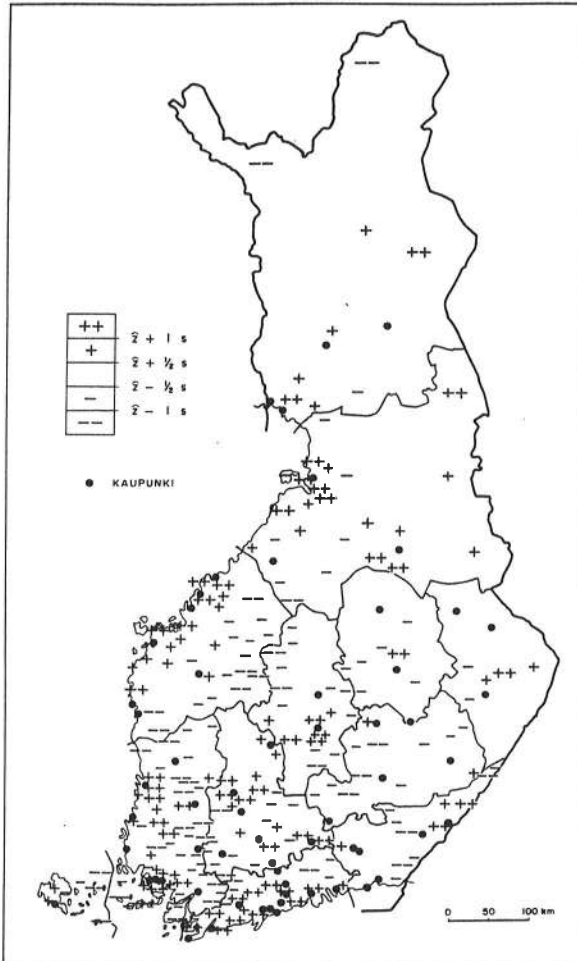 ++
ẑ + 1 s
+
ẑ + ½ s
ẑ - ½ s
-
ẑ - 1 s
--
● KAUPUNKI
0 50 100 km